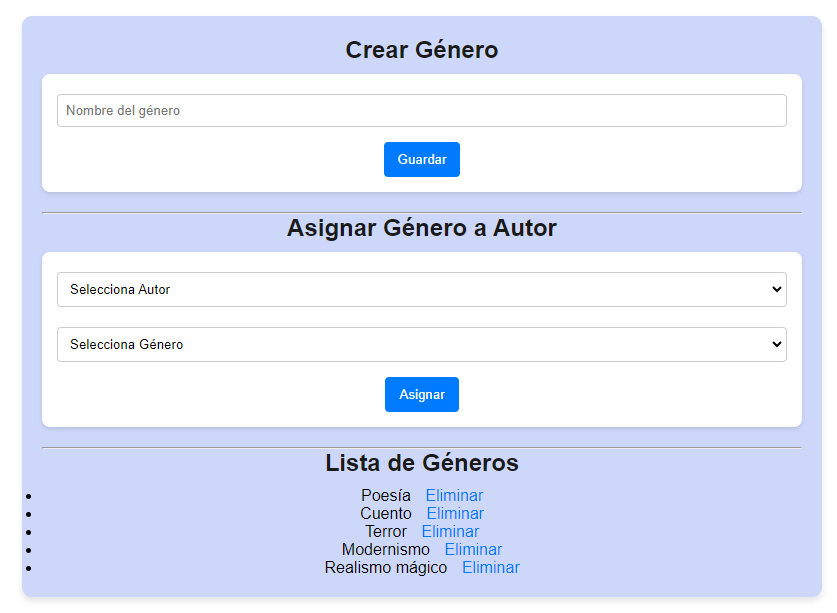 Crear Género
Nombre del género
Guardar
Asignar Género a Autor
Selecciona Autor
Selecciona Género
Asignar
Lista de Géneros
Poesía Eliminar
Cuento Eliminar
Terror Eliminar
Modernismo Eliminar
Realismo mágico Eliminar